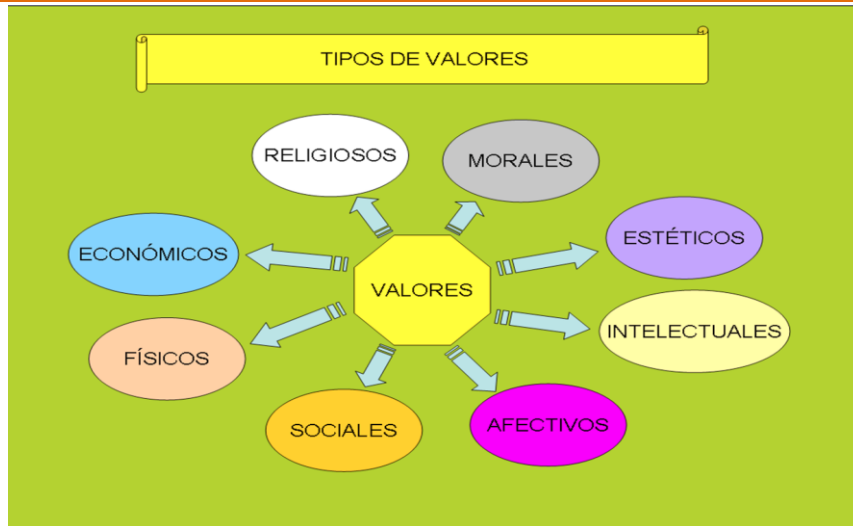 TIPOS DE VALORES
RELIGIOSOS
MORALES
ECONÓMICOS
ESTÉTICOS
VALORES
FÍSICOS
INTELECTUALES
SOCIALES
AFECTIVOS